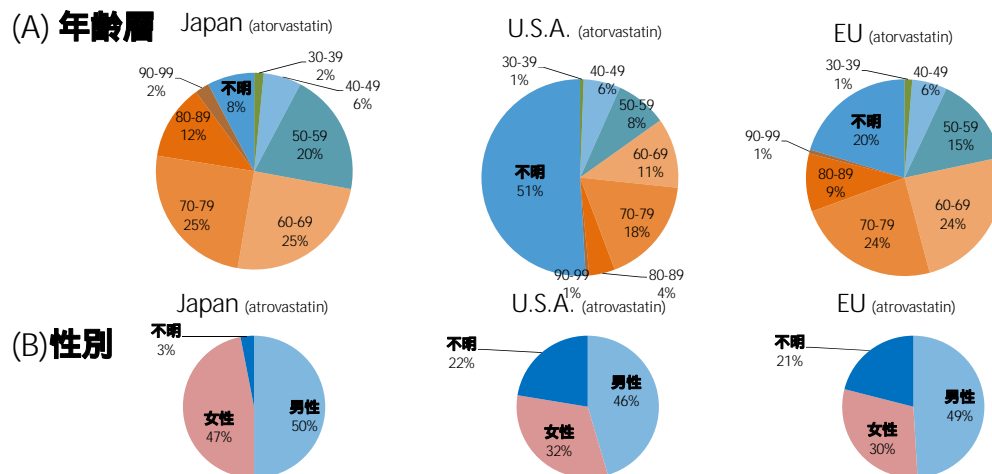 (A) 年齢層
Japan (atorvastatin)
30-39
2%
40-49
6%
50-59
20%
60-69
25%
70-79
25%
80-89
12%
90-99
2%
不明
8%
U.S.A. (atorvastatin)
30-39
1%
40-49
6%
50-59
8%
60-69
11%
70-79
18%
80-89
4%
90-99
1%
不明
51%
EU (atorvastatin)
30-39
1%
40-49
6%
50-59
15%
60-69
24%
70-79
24%
80-89
9%
90-99
1%
不明
20%
(B) 性別
Japan (atrovastatin)
不明
3%
女性
47%
男性
50%
U.S.A. (atrovastatin)
不明
22%
女性
32%
男性
46%
EU (atrovastatin)
不明
21%
女性
30%
男性
49%